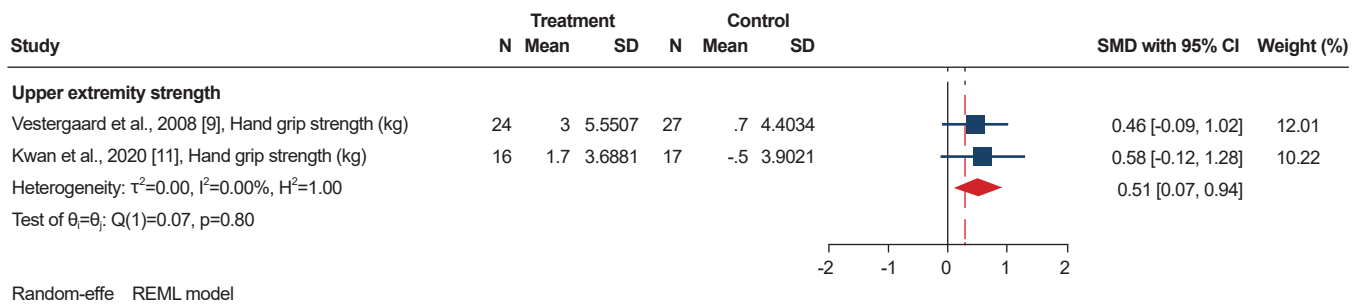 Treatment Control
Study N Mean SD N Mean SD SMD with 95% CI Weight (%)
Upper extremity strength
Vestergaard et al., 2008 [9], Hand grip strength (kg) 24 3 5.5507 27 .7 4.4034 0.46 [-0.09, 1.02] 12.01
Kwan et al., 2020 [11], Hand grip strength (kg) 16 1.7 3.6881 17 -.5 3.9021 0.58 [-0.12, 1.28] 10.22
Heterogeneity: τ²=0.00, I²=0.00%, H²=1.00 0.51 [0.07, 0.94]
Test of θᵢ=θⱼ: Q(1)=0.07, p=0.80
-2 -1 0 1 2
Random-effe REML model